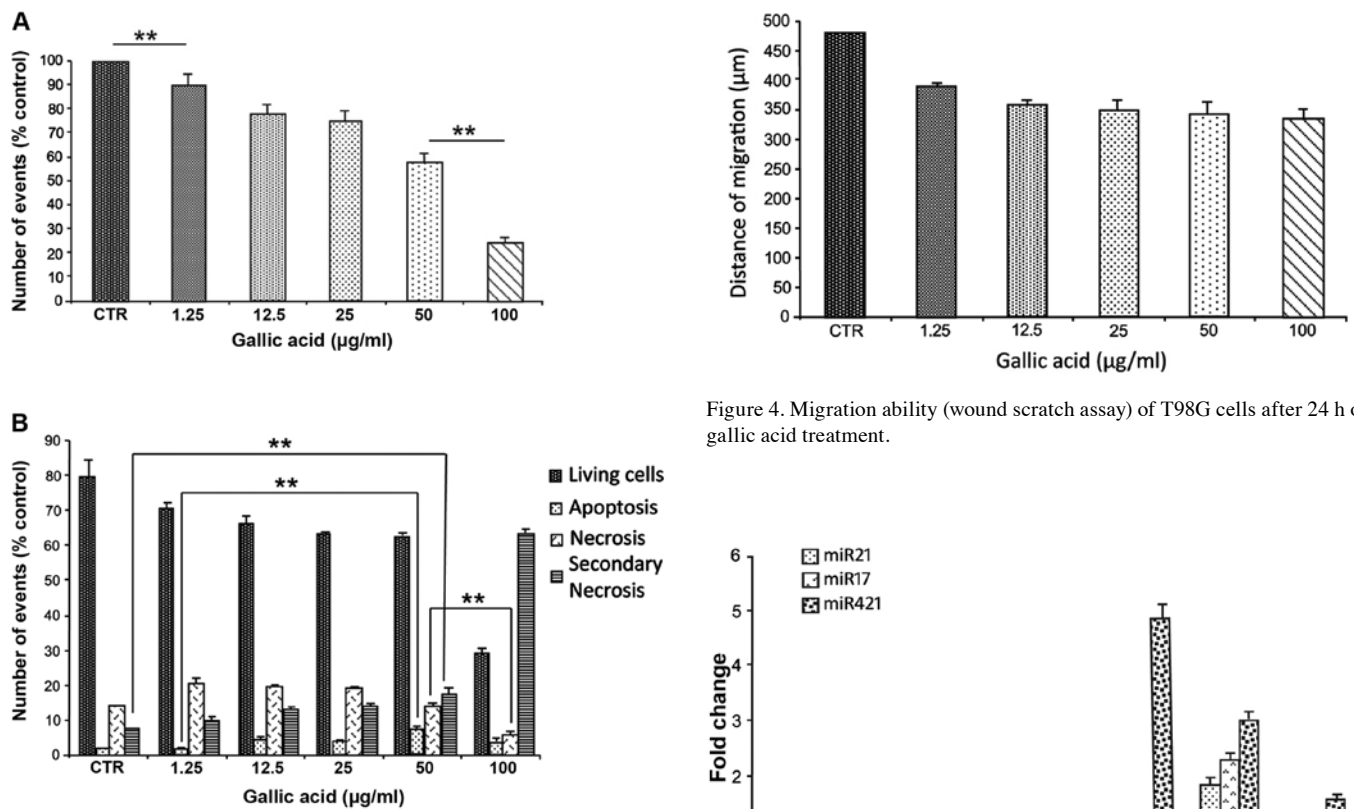 A
**
**
100
90
80
70
60
50
40
30
20
10
0
Number of events (% control)
CTR 1.25 12.5 25 50 100
Gallic acid (µg/ml)
B
**
**
**
90
80
70
60
50
40
30
20
10
0
Number of events (% control)
Living cells
Apoptosis
Necrosis
Secondary
Necrosis
CTR 1.25 12.5 25 50 100
Gallic acid (µg/ml)
500
450
400
350
300
250
200
150
100
50
0
Distance of migration (µm)
CTR 1.25 12.5 25 50 100
Gallic acid (µg/ml)
Figure 4. Migration ability (wound scratch assay) of T98G cells after 24 h
gallic acid treatment.
miR21
miR17
miR421
6
5
3
2
Fold change